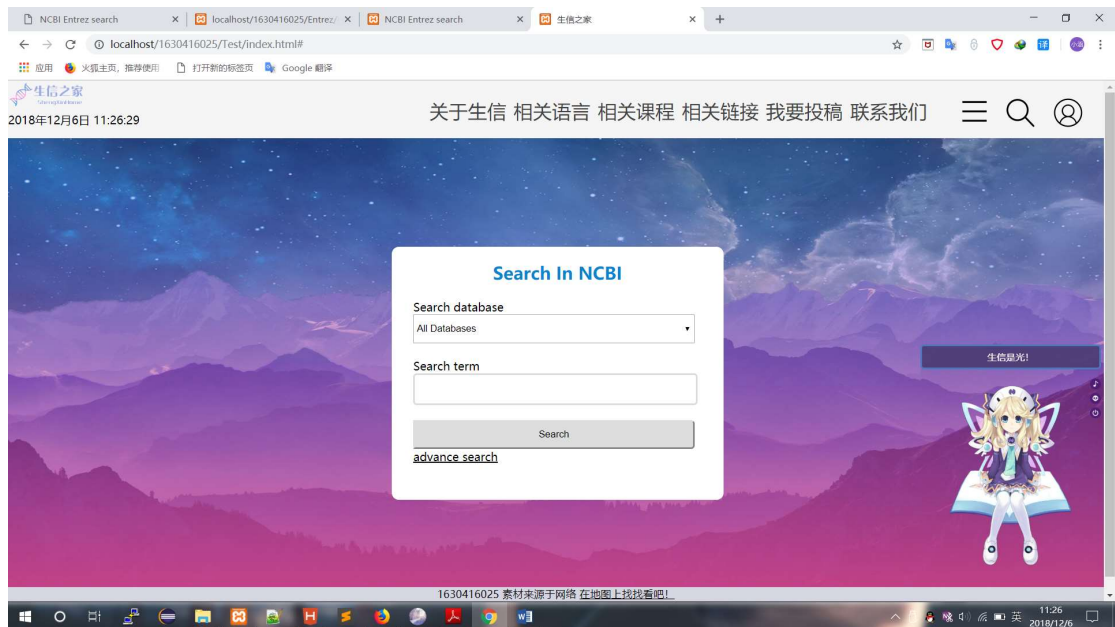 NCBI Entrez search
localhost/1630416025/Entrez/
NCBI Entrez search
生信之家
localhost/1630416025/Test/index.html#
应用 火狐主页，推荐使用 打开新的标签页 Google 翻译
生信之家
2018年12月6日 11:26:29
关于生信 相关语言 相关课程 相关链接 我要投稿 联系我们
Search In NCBI
Search database
All Databases
Search term
Search
advance search
生信是光!
1630416025 素材来源于网络 在地图上找找看吧！
英
11:26
2018/12/6